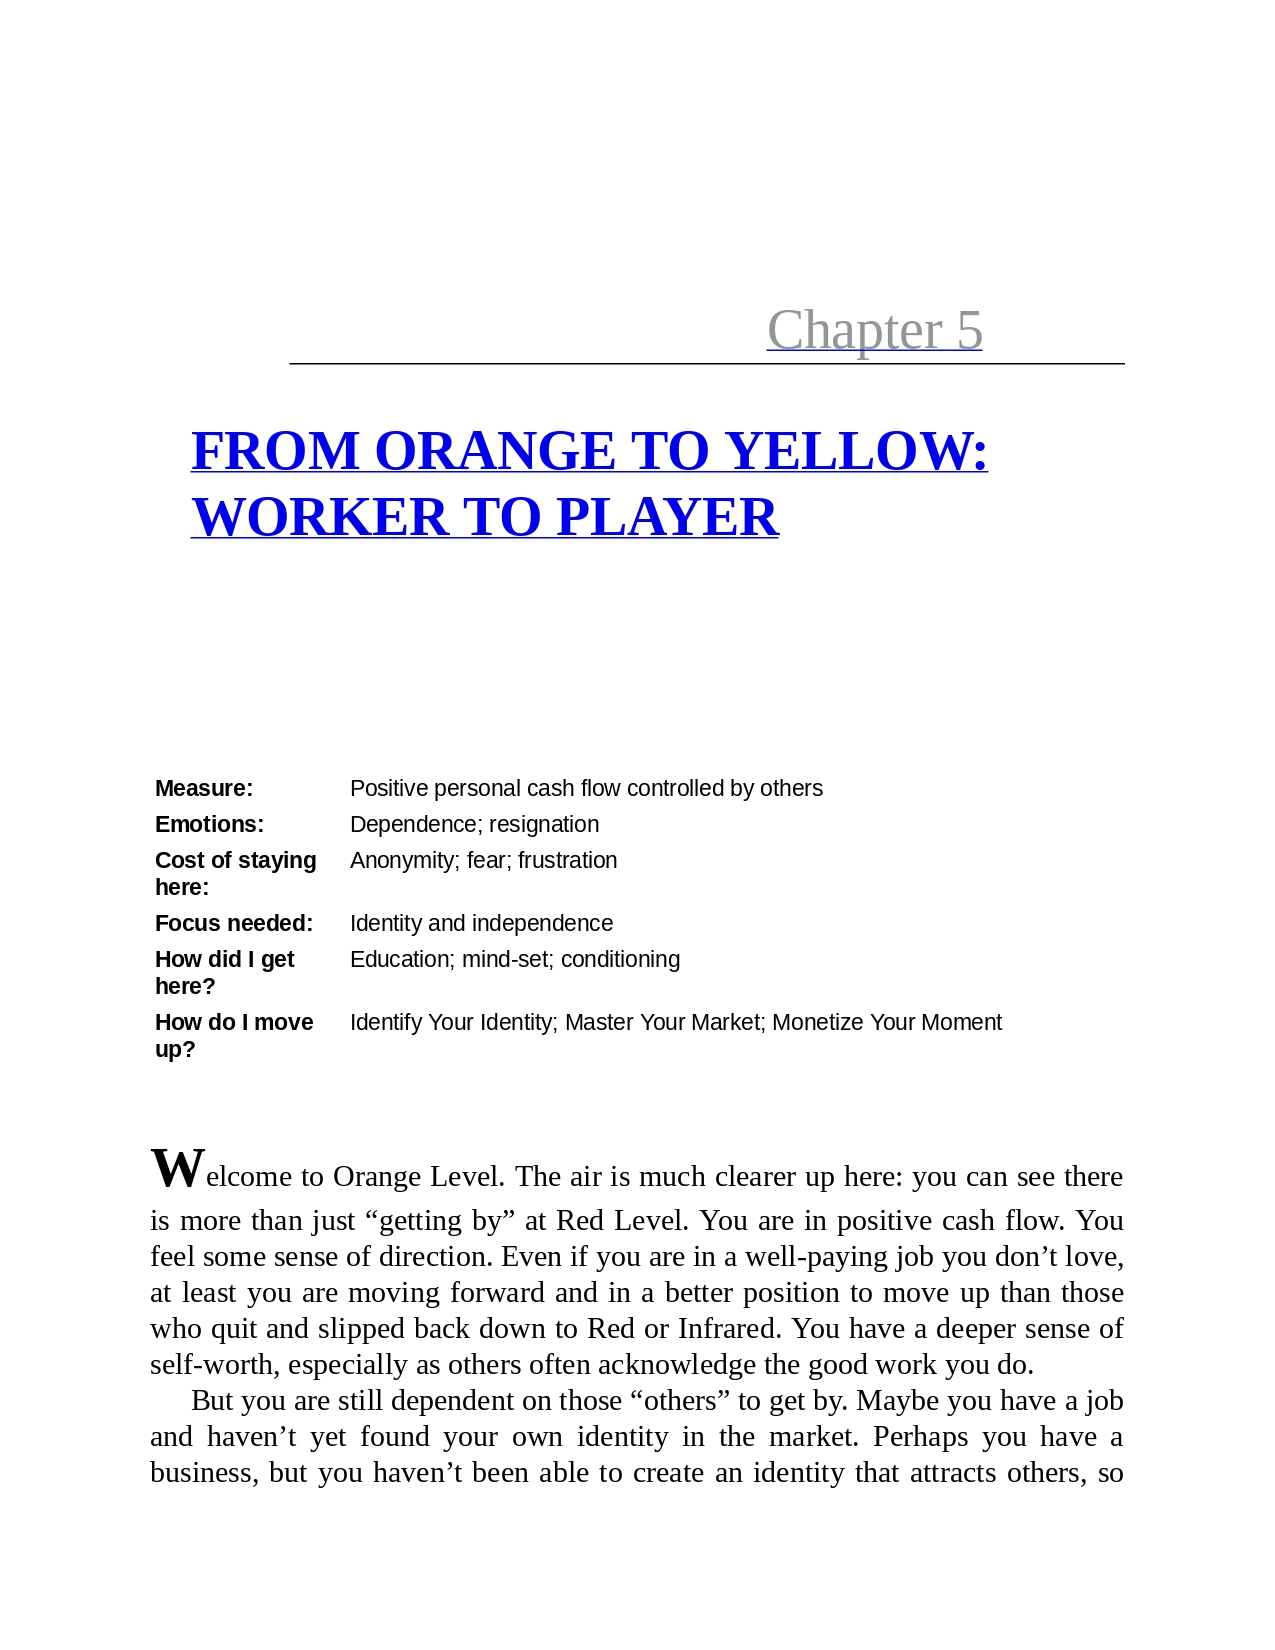 Chapter 5
FROM ORANGE TO YELLOW:
WORKER TO PLAYER
Measure: Positive personal cash flow controlled by others
Emotions: Dependence; resignation
Cost of staying Anonymity; fear; frustration
here:
Focus needed: Identity and independence
How did I get Education; mind-set; conditioning
here?
How do I move Identify Your Identity; Master Your Market; Monetize Your Moment
up?
Welcome to Orange Level. The air is much clearer up here: you can see there
is more than just “getting by” at Red Level. You are in positive cash flow. You
feel some sense of direction. Even if you are in a well-paying job you don’t love,
at least you are moving forward and in a better position to move up than those
who quit and slipped back down to Red or Infrared. You have a deeper sense of
self-worth, especially as others often acknowledge the good work you do.
But you are still dependent on those “others” to get by. Maybe you have a job
and haven’t yet found your own identity in the market. Perhaps you have a
business, but you haven’t been able to create an identity that attracts others, so